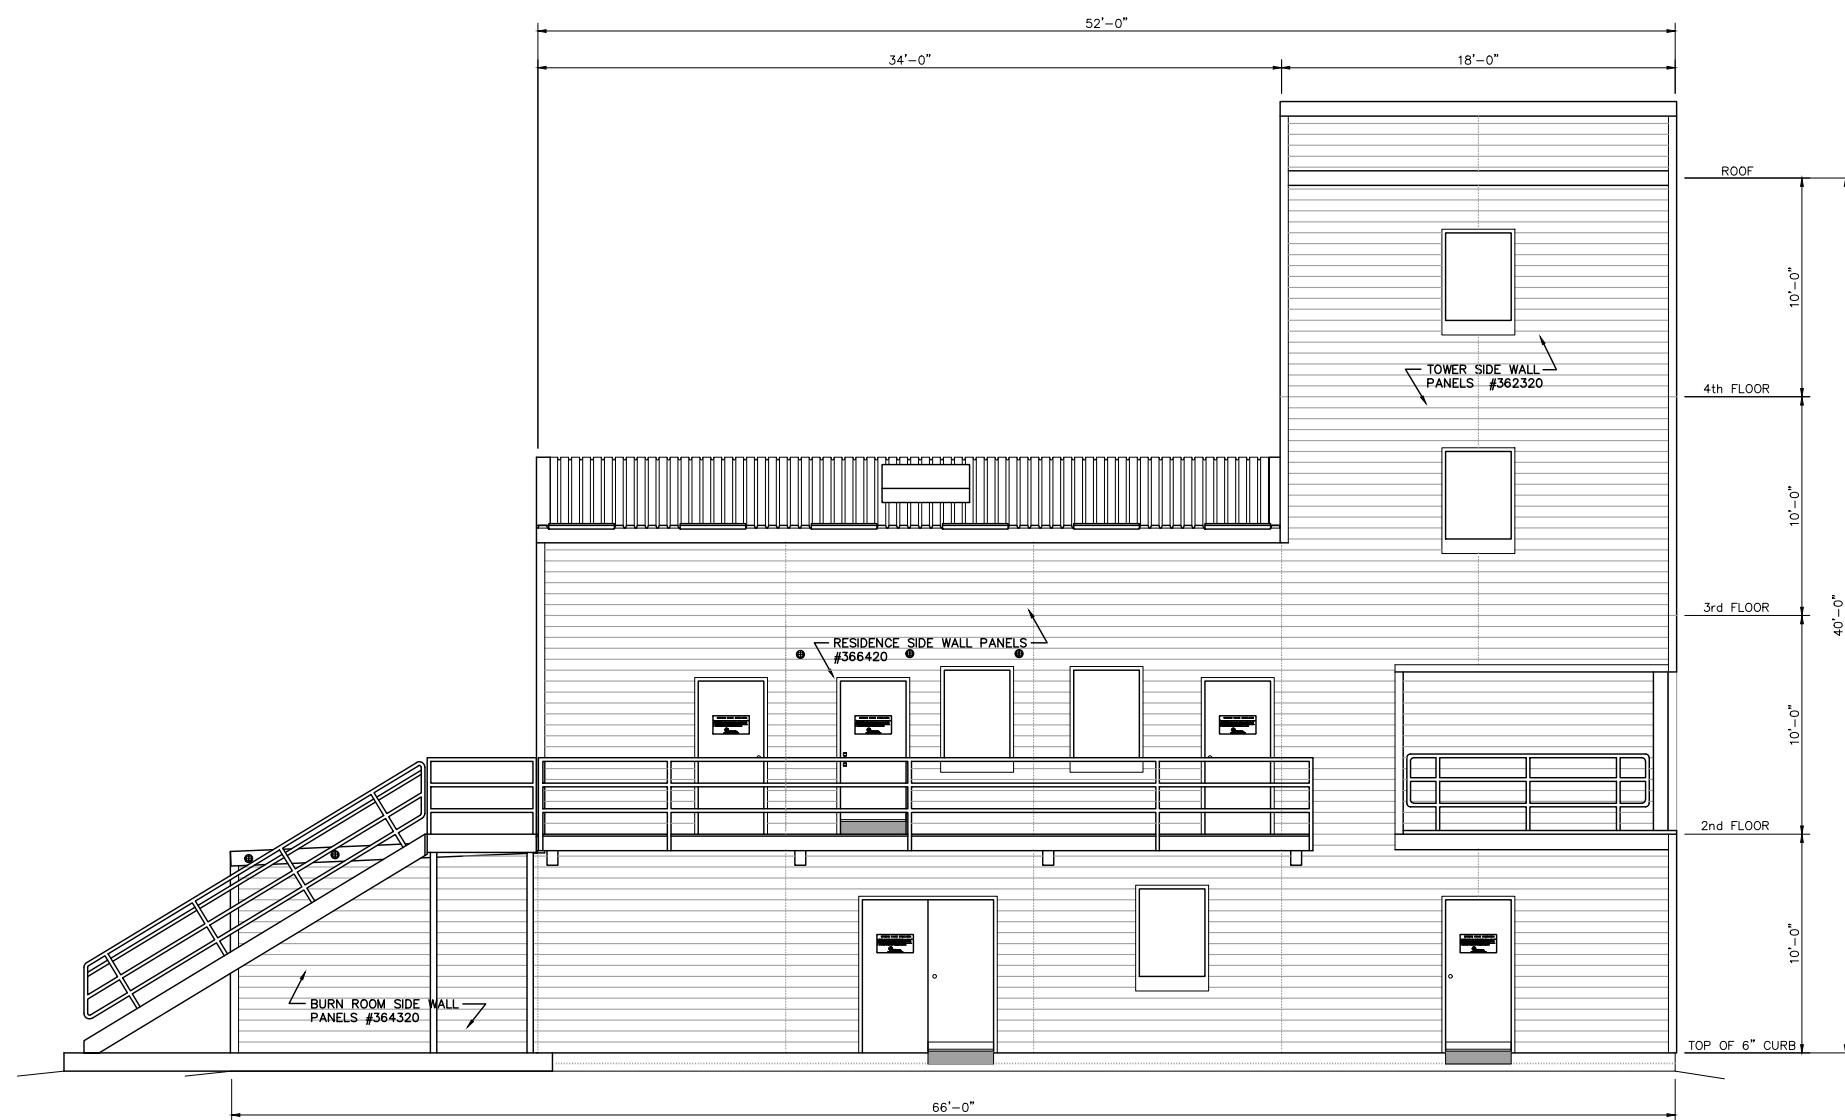 52'-0"
34'-0"
18'-0"
ROOF
10'-0"
TOWER SIDE WALL
PANELS #362320
4th FLOOR
10'-0"
3rd FLOOR
40'-0"
RESIDENCE SIDE WALL PANELS
#366420
10'-0"
2nd FLOOR
10'-0"
BURN ROOM SIDE WALL
PANELS #364320
TOP OF 6" CURB
66'-0"